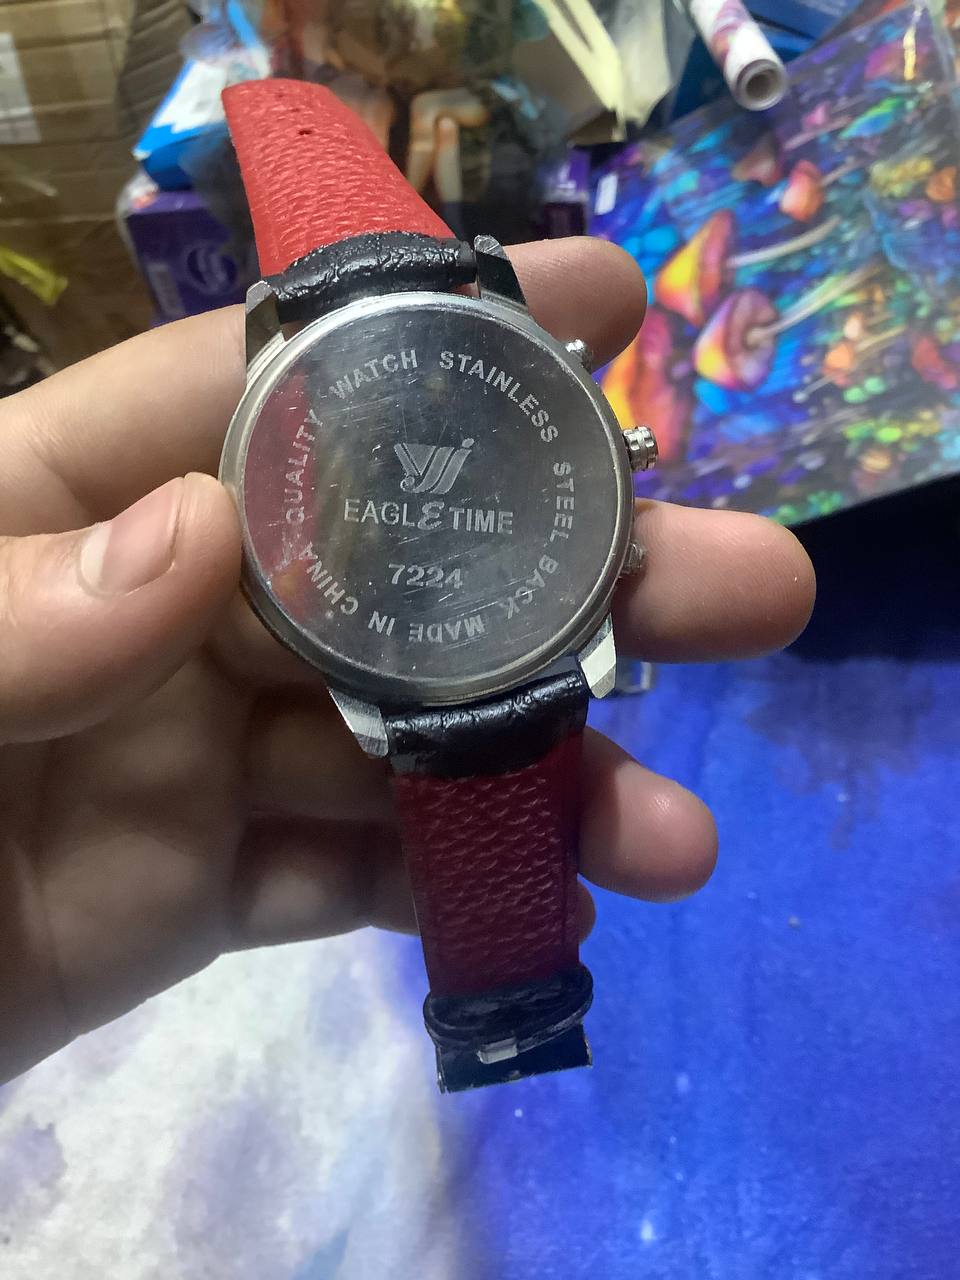 QUALITY WATCH STAINLESS STEEL BACK MADE IN CHINA
EAGLE TIME
7224